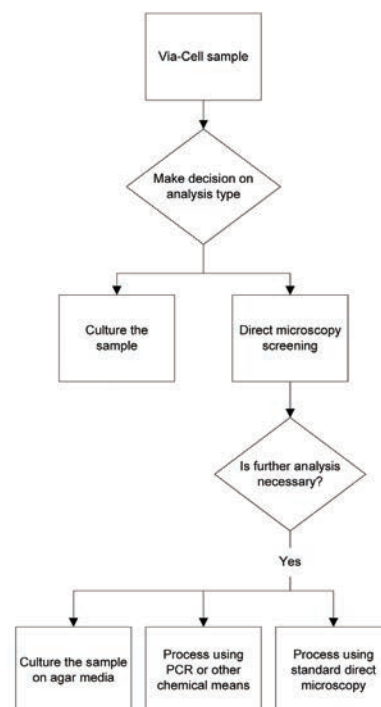 Via-Cell sample
Make decision on
analysis type
Culture the
sample
Direct microscopy
screening
Is further analysis
necessary?
Yes
Culture the sample
on agar media
Process using
PCR or other
chemical means
Process using
standard direct
microscopy